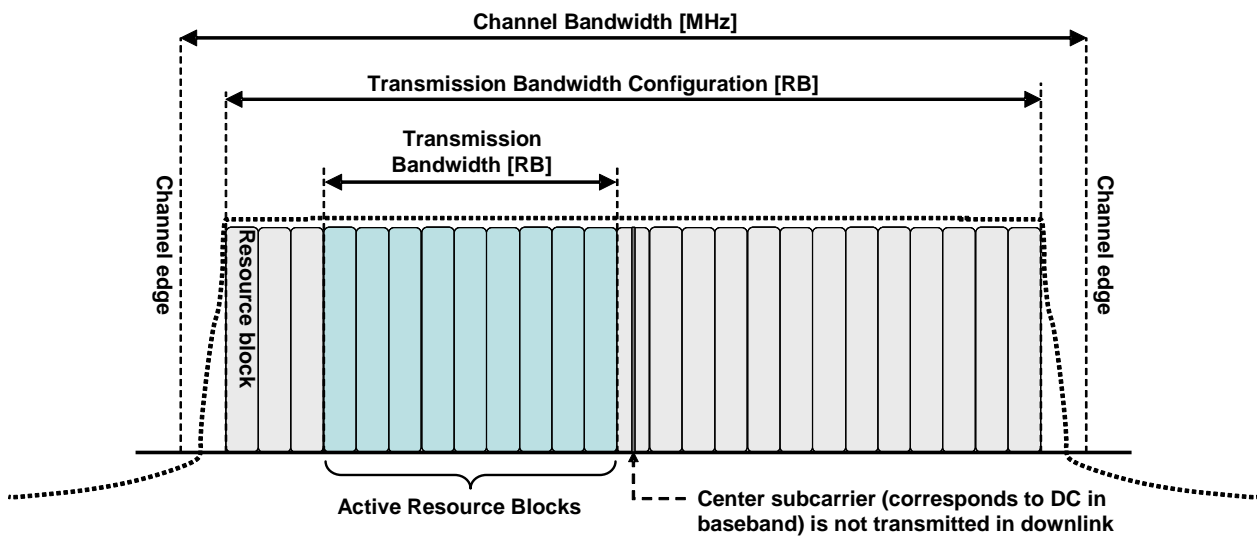 Channel Bandwidth [MHz]
Transmission Bandwidth Configuration [RB]
Transmission
Bandwidth [RB]
Channel edge
Channel edge
Resource block
Active Resource Blocks
Center subcarrier (corresponds to DC in
baseband) is not transmitted in downlink